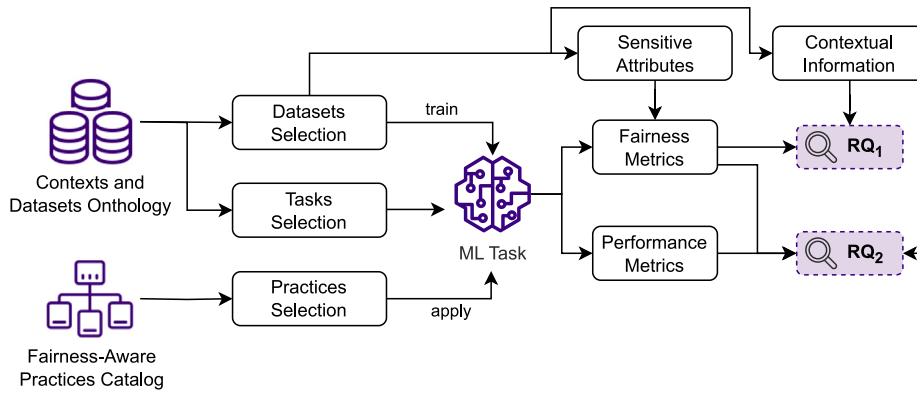 Sensitive
Attributes
Contextual
Information
Datasets
Selection
train
Fairness
Metrics
RQ1
Contexts and
Datasets Onthology
Tasks
Selection
ML Task
Performance
Metrics
RQ2
Practices
Selection
apply
Fairness-Aware
Practices Catalog